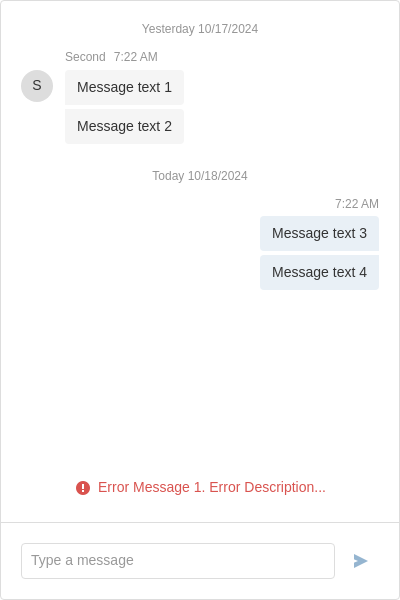 Yesterday 10/17/2024
Second 7:22 AM
S
Message text 1
Message text 2
Today 10/18/2024
7:22 AM
Message text 3
Message text 4
Error Message 1. Error Description...
Type a message